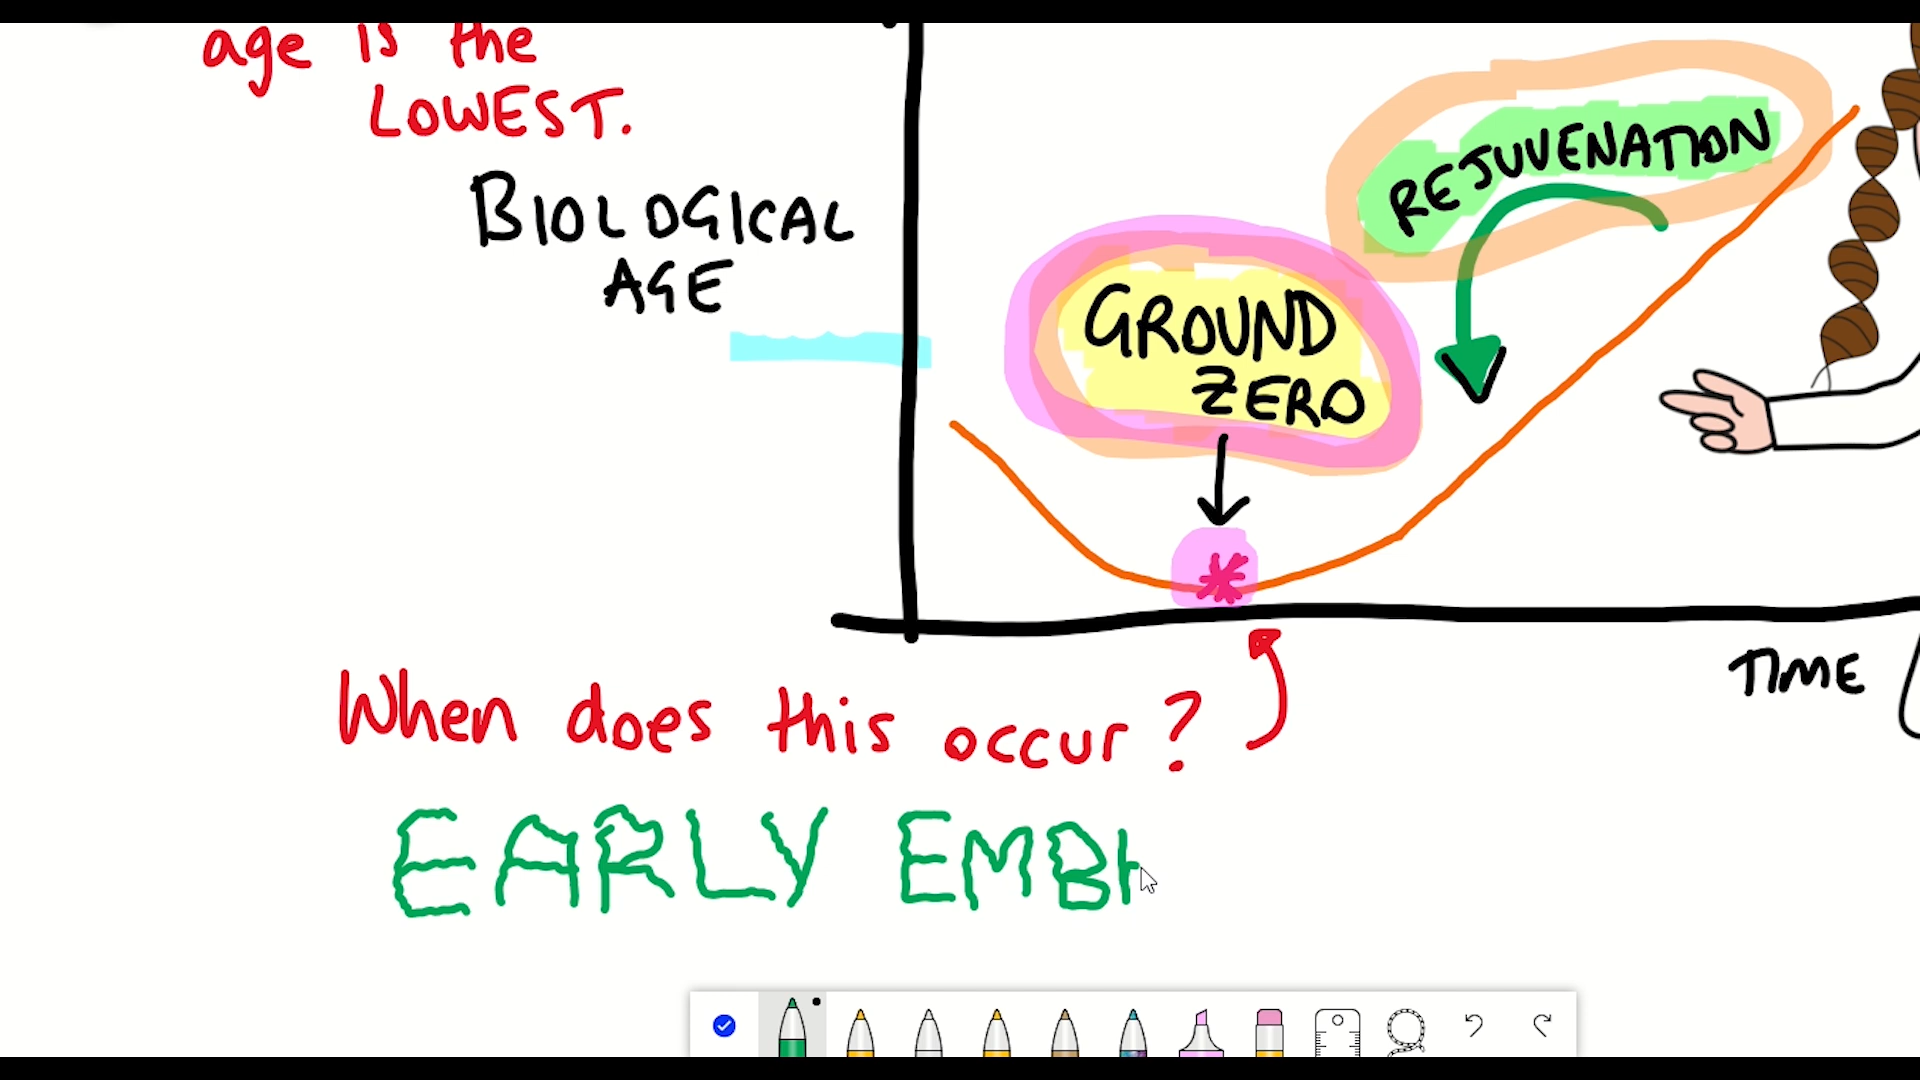 age is the
LOWEST.
BIOLOGICAL
AGE
REJUVENATION
GROUND
ZERO
*
TIME
When does this occur?
EARLY EMB